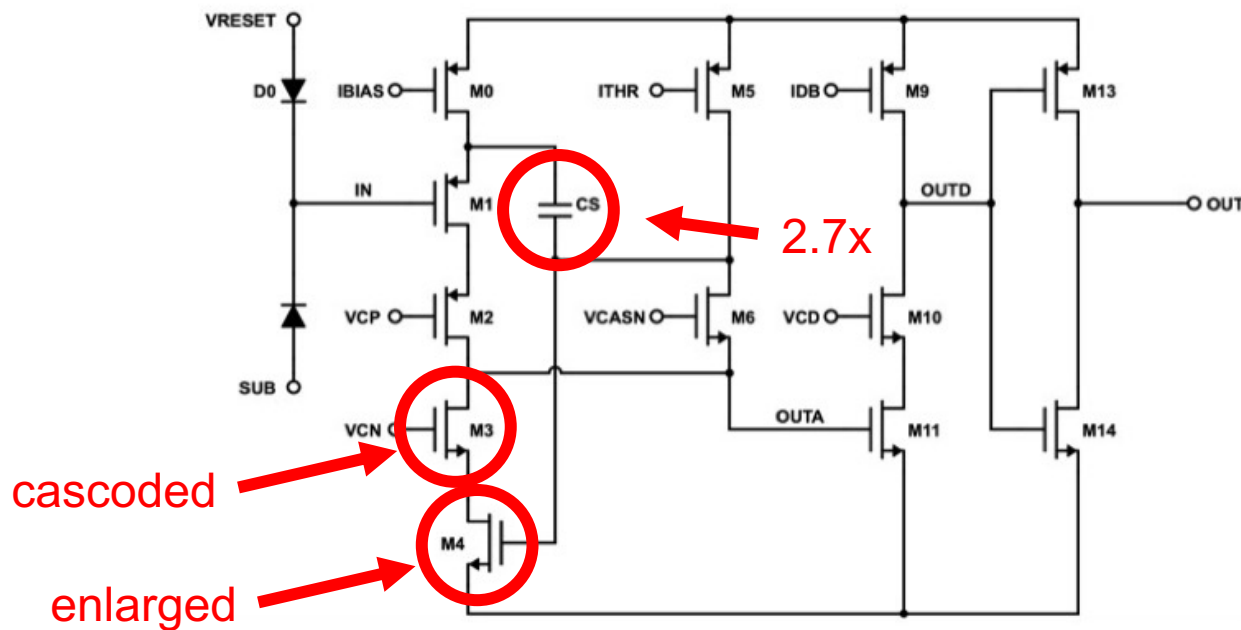 VRESET
D0
IBIAS
M0
ITHR
M5
IDB
M9
M13
IN
M1
CS
OUTD
OUT
2.7x
VCP
M2
VCASN
M6
VCD
M10
SUB
VCN
M3
OUTA
M11
M14
cascoded
M4
enlarged